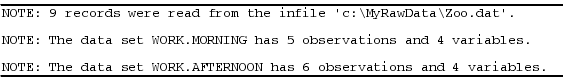 NOTE: 9 records were read from the infile 'c:\MyRawData\Zoo.dat'.
NOTE: The data set WORK.MORNING has 5 observations and 4 variables.
NOTE: The data set WORK.AFTERNOON has 6 observations and 4 variables.